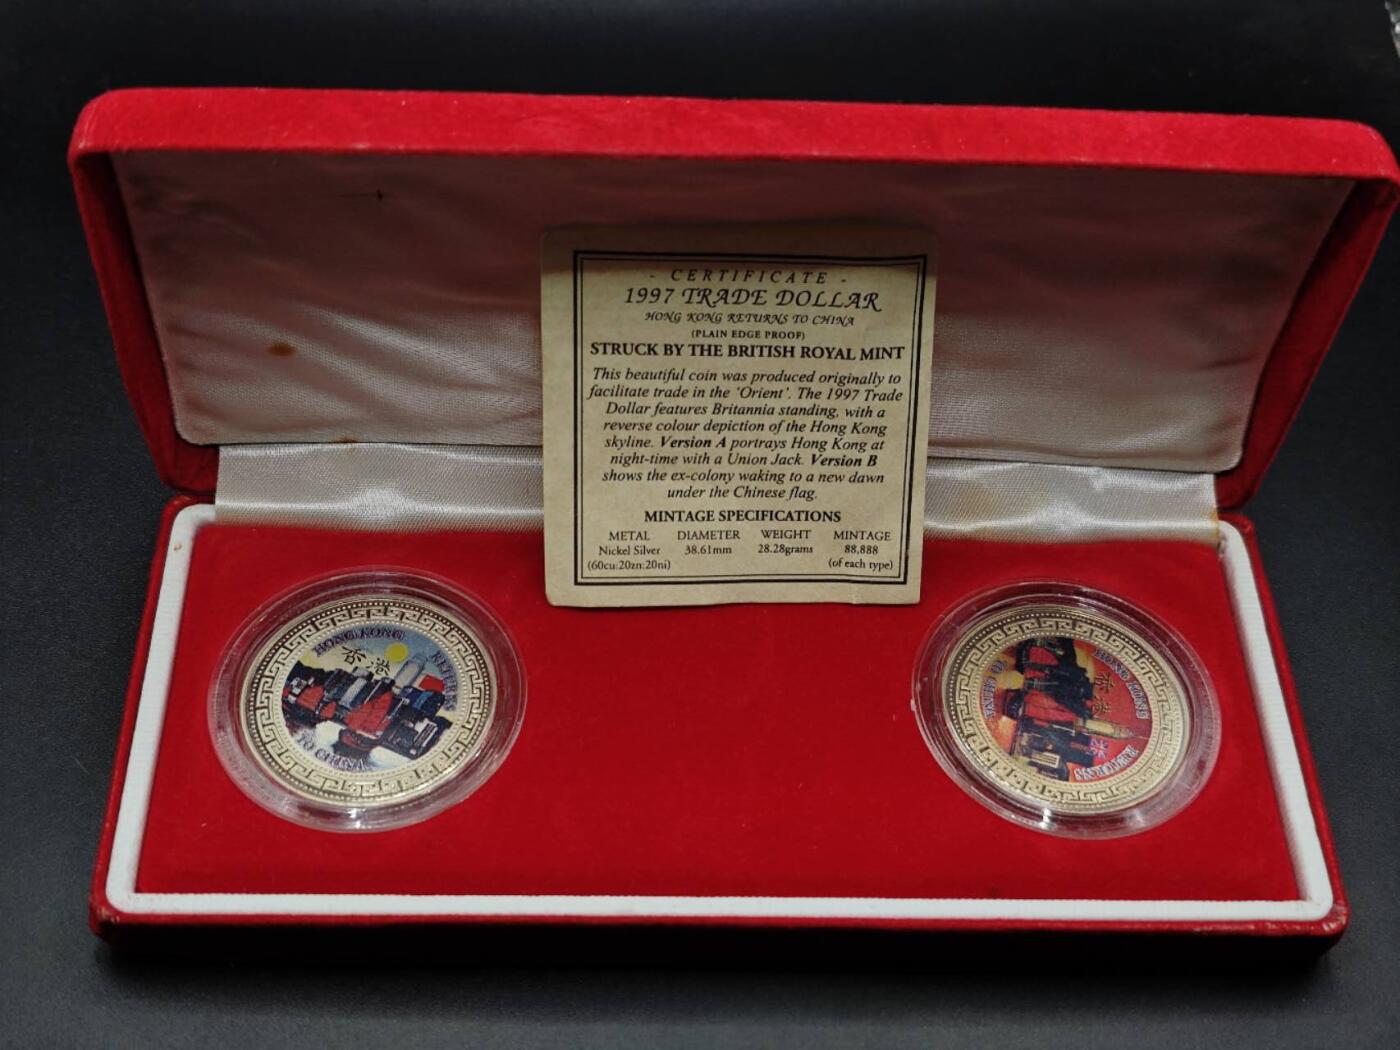 - CERTIFICATE -
1997 TRADE DOLLAR
HONG KONG RETURNS TO CHINA
(PLAIN EDGE PROOF)
STRUCK BY THE BRITISH ROYAL MINT
This beautiful coin was produced originally to
facilitate trade in the 'Orient'. The 1997 Trade
Dollar features Britannia standing, with a
reverse colour depiction of the Hong Kong
skyline. Version A portrays Hong Kong at
night-time with a Union Jack. Version B
shows the ex-colony waking to a new dawn
under the Chinese flag.
MINTAGE SPECIFICATIONS
METAL DIAMETER WEIGHT MINTAGE
Nickel Silver 38.61mm 28.28grams 88,888
(60cu:20zn:20ni) (of each type)
HONG KONG RETURNS
香港
TO CHINA
HONG KONG RETURNS
香港
TO CHINA